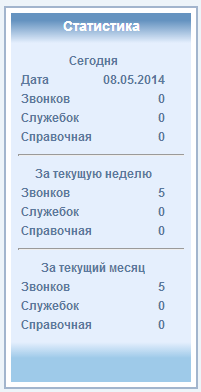 Статистика
Сегодня
Дата 08.05.2014
Звонков 0
Служебок 0
Справочная 0
За текущую неделю
Звонков 5
Служебок 0
Справочная 0
За текущий месяц
Звонков 5
Служебок 0
Справочная 0